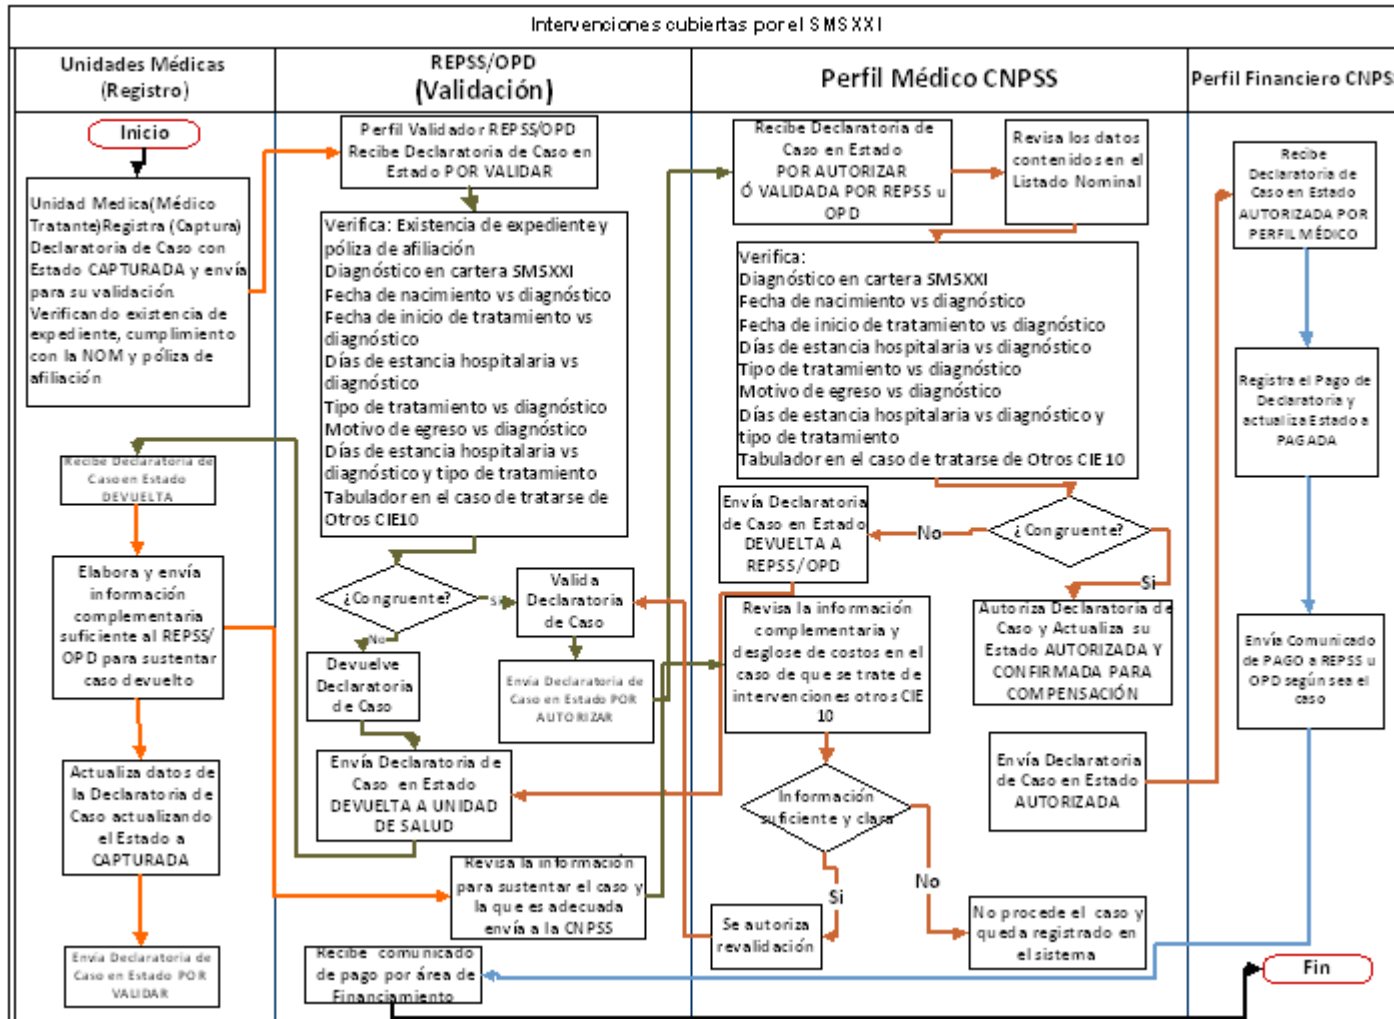 Intervenciones cubiertas por el SMSXXI
Unidades Médicas
(Registro)
REPSS/OPD
(Validación)
Perfil Médico CNPSS
Perfil Financiero CNPSS
Inicio
Unidad Medica(Médico
Tratante)Registra (Captura)
Declaratoria de Caso con
Estado CAPTURADA y envía
para su validación.
Verificando existencia de
expediente, cumplimiento
con la NOM y póliza de
afiliación
Recibe Declaratoria de
Caso en Estado
DEVUELTA
Elabora y envía
información
complementaria
suficiente al REPSS/
OPD para sustentar
caso devuelto
Actualiza datos de
la Declaratoria de
Caso actualizando
el Estado a
CAPTURADA
Envía Declaratoria de
Caso en Estado POR
VALIDAR
Perfil Validador REPSS/OPD
Recibe Declaratoria de Caso en
Estado POR VALIDAR
Verifica: Existencia de expediente y
póliza de afiliación
Diagnóstico en cartera SMSXXI
Fecha de nacimiento vs diagnóstico
Fecha de inicio de tratamiento vs
diagnóstico
Días de estancia hospitalaria vs
diagnóstico
Tipo de tratamiento vs diagnóstico
Motivo de egreso vs diagnóstico
Días de estancia hospitalaria vs
diagnóstico y tipo de tratamiento
Tabulador en el caso de tratarse de
Otros CIE10
¿Congruente?
Si
No
Valida
Declaratoria
de Caso
Devuelve
Declaratoria
de Caso
Envía Declaratoria de
Caso en Estado POR
AUTORIZAR
Envía Declaratoria de
Caso en Estado
DEVUELTA A UNIDAD
DE SALUD
Revisa la información
para sustentar el caso y
la que es adecuada
envía a la CNPSS
Recibe comunicado
de pago por área de
Financiamiento
Recibe Declaratoria de
Caso en Estado
POR AUTORIZAR
Ó VALIDADA POR REPSS u
OPD
Revisa los datos
contenidos en el
Listado Nominal
Verifica:
Diagnóstico en cartera SMSXXI
Fecha de nacimiento vs diagnóstico
Fecha de inicio de tratamiento vs diagnóstico
Días de estancia hospitalaria vs diagnóstico
Tipo de tratamiento vs diagnóstico
Motivo de egreso vs diagnóstico
Días de estancia hospitalaria vs diagnóstico y
tipo de tratamiento
Tabulador en el caso de tratarse de Otros CIE10
¿Congruente?
No
Si
Envía Declaratoria
de Caso en Estado
DEVUELTA A
REPSS/OPD
Autoriza Declaratoria de
Caso y Actualiza su
Estado AUTORIZADA Y
CONFIRMADA PARA
COMPENSACIÓN
Revisa la información
complementaria y
desglose de costos en el
caso de que se trate de
intervenciones otros CIE
10
Envía Declaratoria
de Caso en Estado
AUTORIZADA
Información
suficiente y clara
Si
No
Se autoriza
revalidación
No procede el caso y
queda registrado en
el sistema
Recibe
Declaratoria de
Caso en Estado
AUTORIZADA POR
PERFIL MÉDICO
Registra el Pago de
Declaratoria y
actualiza Estado a
PAGADA
Envía Comunicado
de PAGO a REPSS u
OPD según sea el
caso
Fin